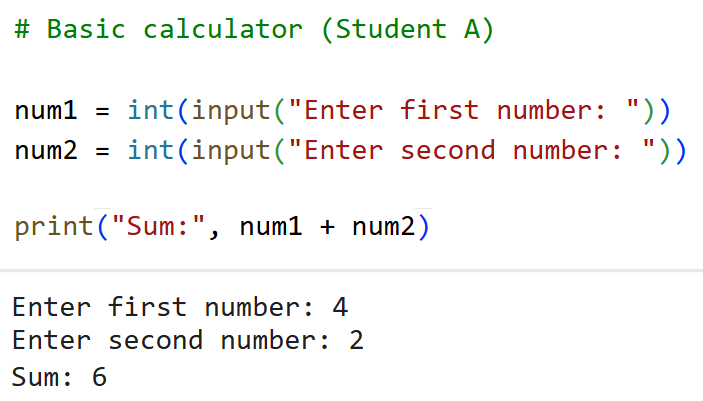 # Basic calculator (Student A)
num1 = int(input("Enter first number: "))
num2 = int(input("Enter second number: "))
print("Sum:", num1 + num2)
Enter first number: 4
Enter second number: 2
Sum: 6